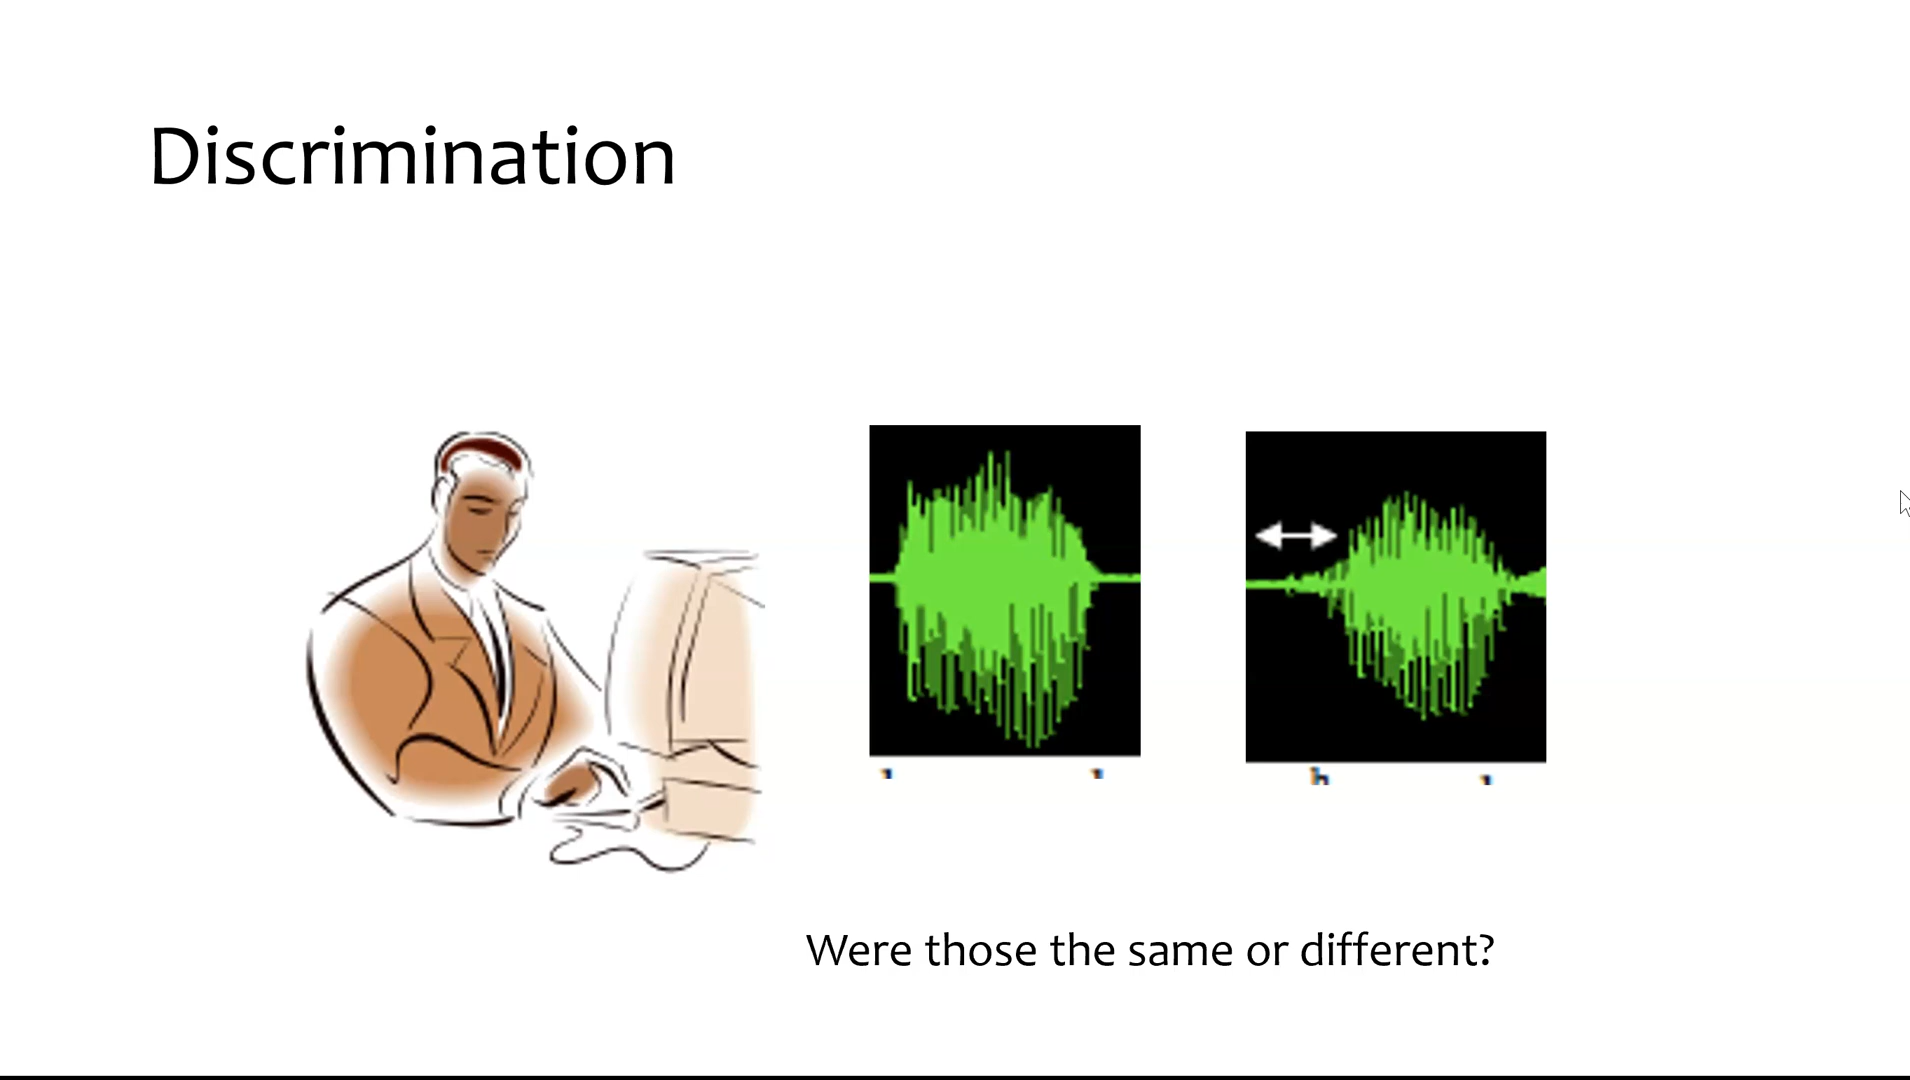 Discrimination
Were those the same or different?